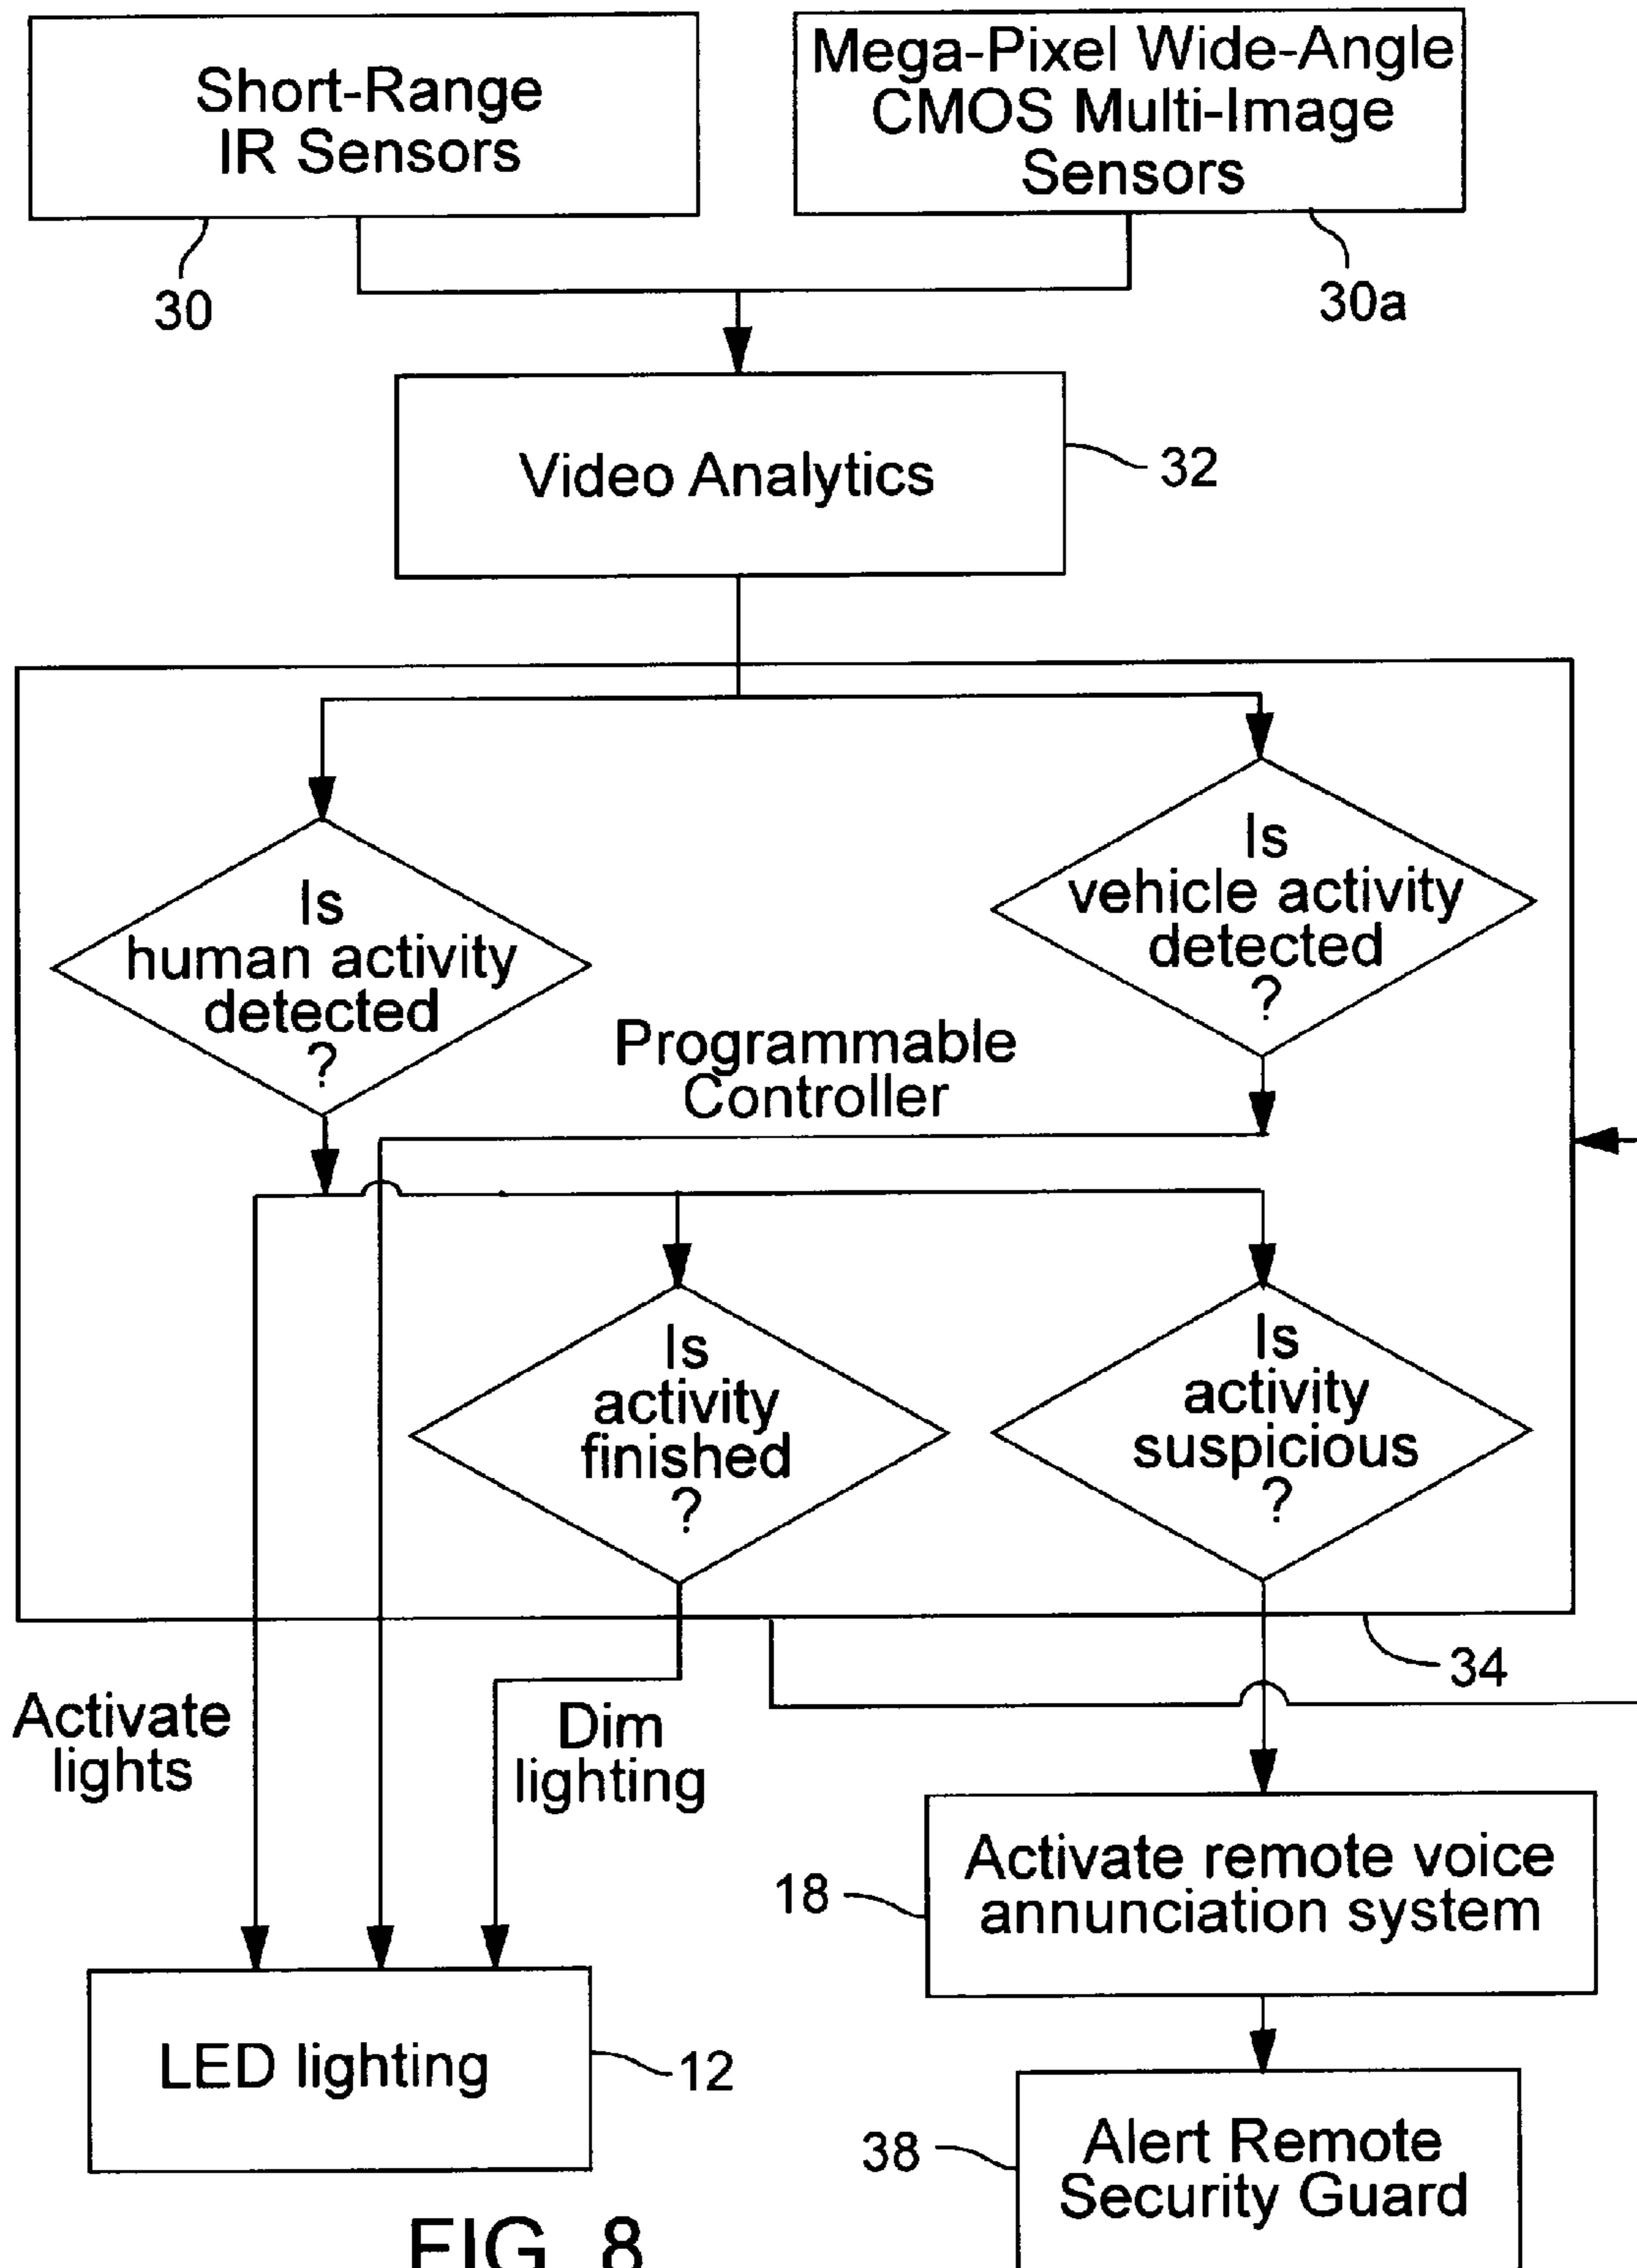 Short-Range
IR Sensors
Mega-Pixel Wide-Angle
CMOS Multi-Image
Sensors
30
30a
Video Analytics
32
Is
human activity
detected
?
Is
vehicle activity
detected
?
Programmable
Controller
Is
activity
finished
?
Is
activity
suspicious
?
34
Activate
lights
Dim
lighting
18
Activate remote voice
annunciation system
LED lighting
12
38
Alert Remote
Security Guard
FIG. 8